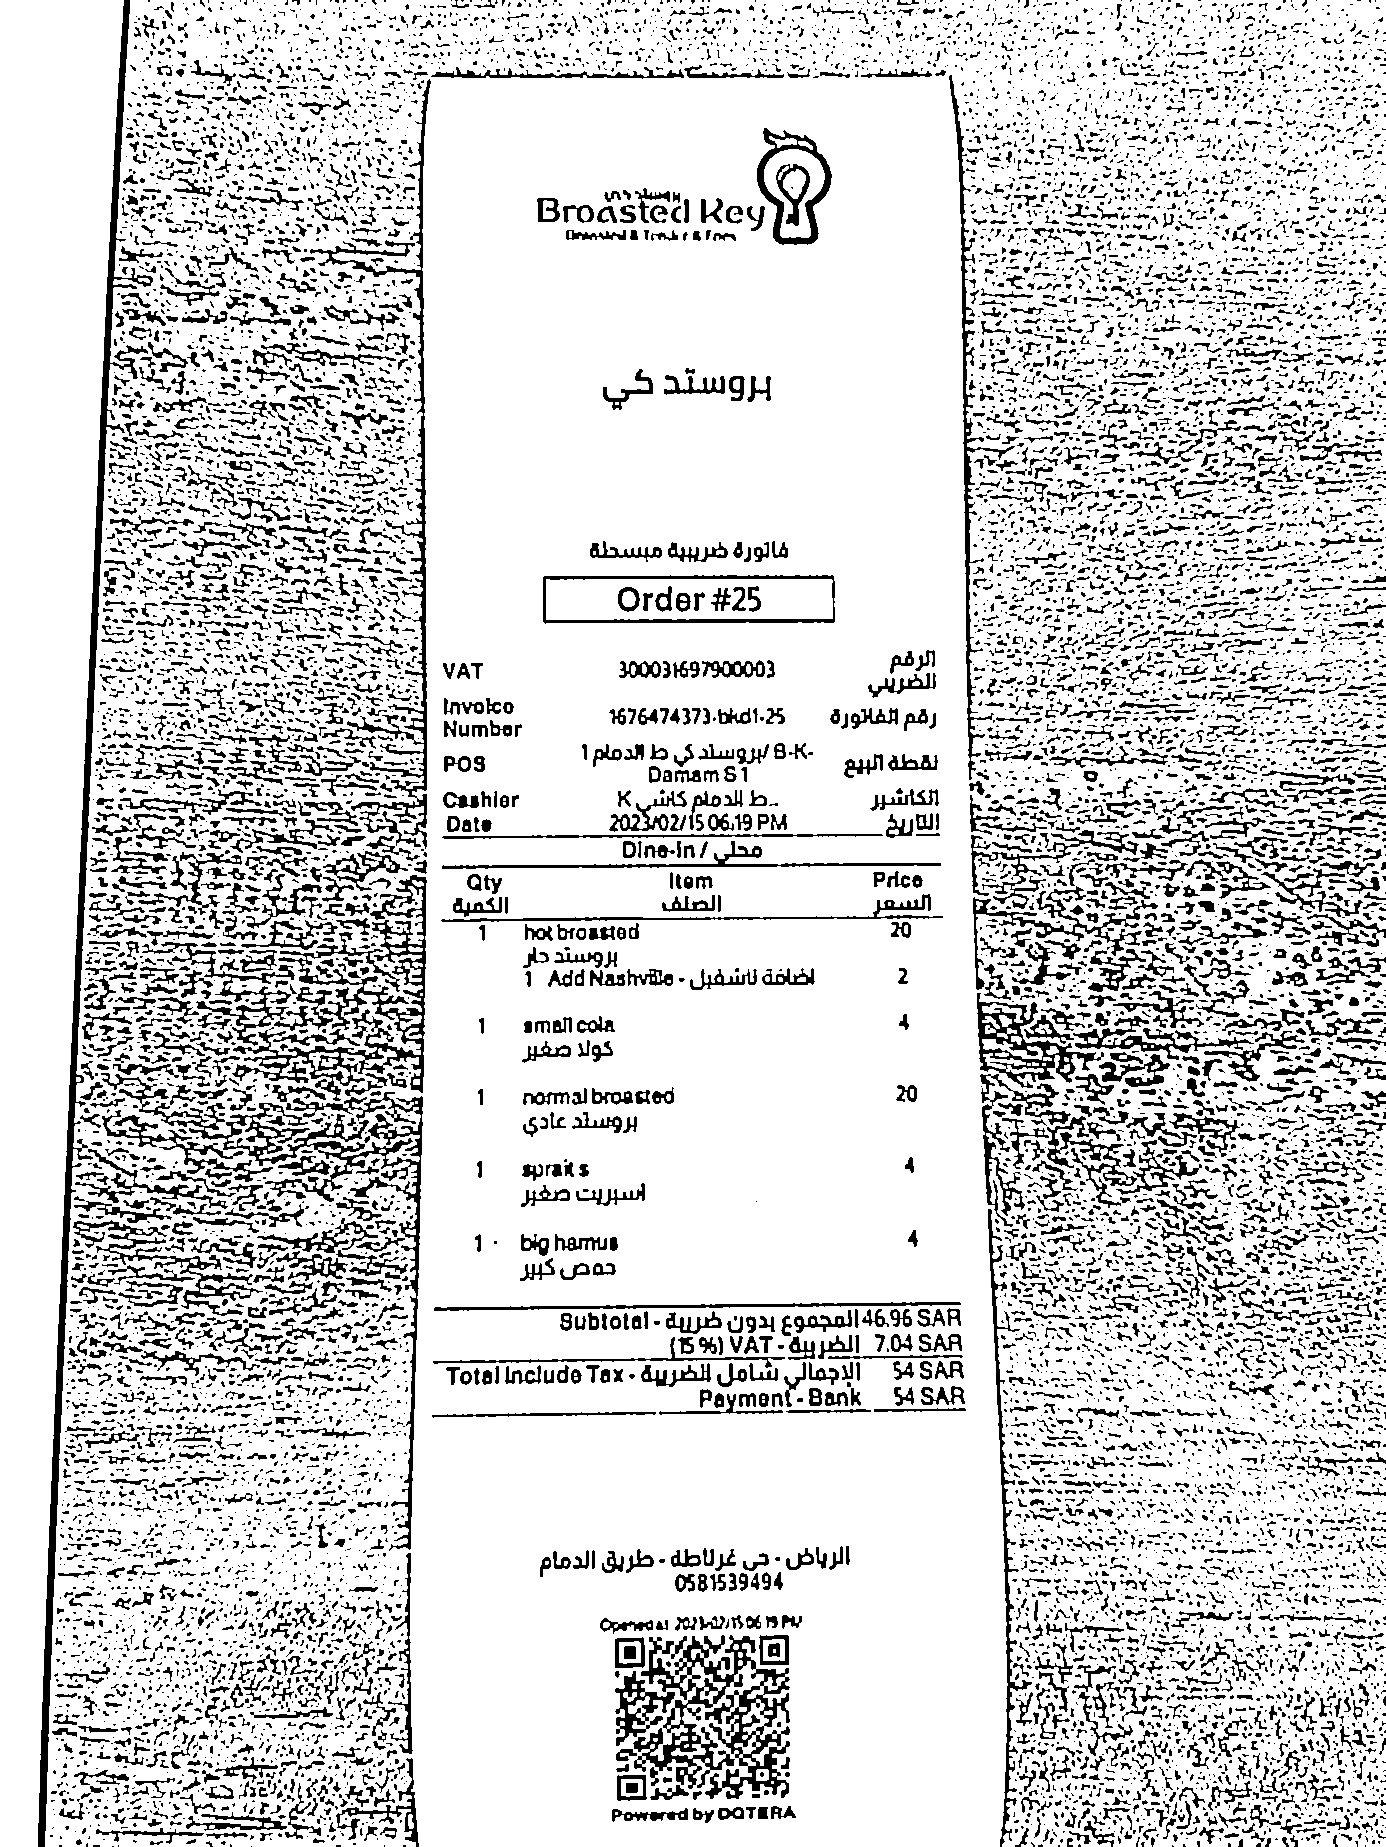 بروستد كي
Broasted Key
بروستد كي
فاتورة ضريبية مبسطة
Order #25
VAT 300031697900003 الرقم الضريبي
Invoice Number 1676474373-bkd1-25 رقم الفاتورة
POS بروستد كي ط الدمام 1/ B-K-Damam S 1 نقطة البيع
Cashier ط الدمام كاشي K.. الكاشير
Date 2023/02/15 06:19 PM التاريخ
Dine-in / محلي
Qty Item Price
الكمية الصنف السعر
1 hot broasted 20
بروستد حار
1 Add Nashville - اضافة ناشفيل 2
1 small cola 4
كولا صغير
1 normal broasted 20
بروستد عادي
1 sprait s 4
اسبريت صغير
1 big hamus 4
حمص كبير
Subtotal - المجموع بدون ضريبة 46.96 SAR
(15%) VAT - الضريبة 7.04 SAR
Total Include Tax - الإجمالي شامل الضريبة 54 SAR
Payment - Bank 54 SAR
الرياض - حي غرناطة - طريق الدمام
0581539494
Opened at 2023/02/15 06:19 PM
Powered by DOTERA